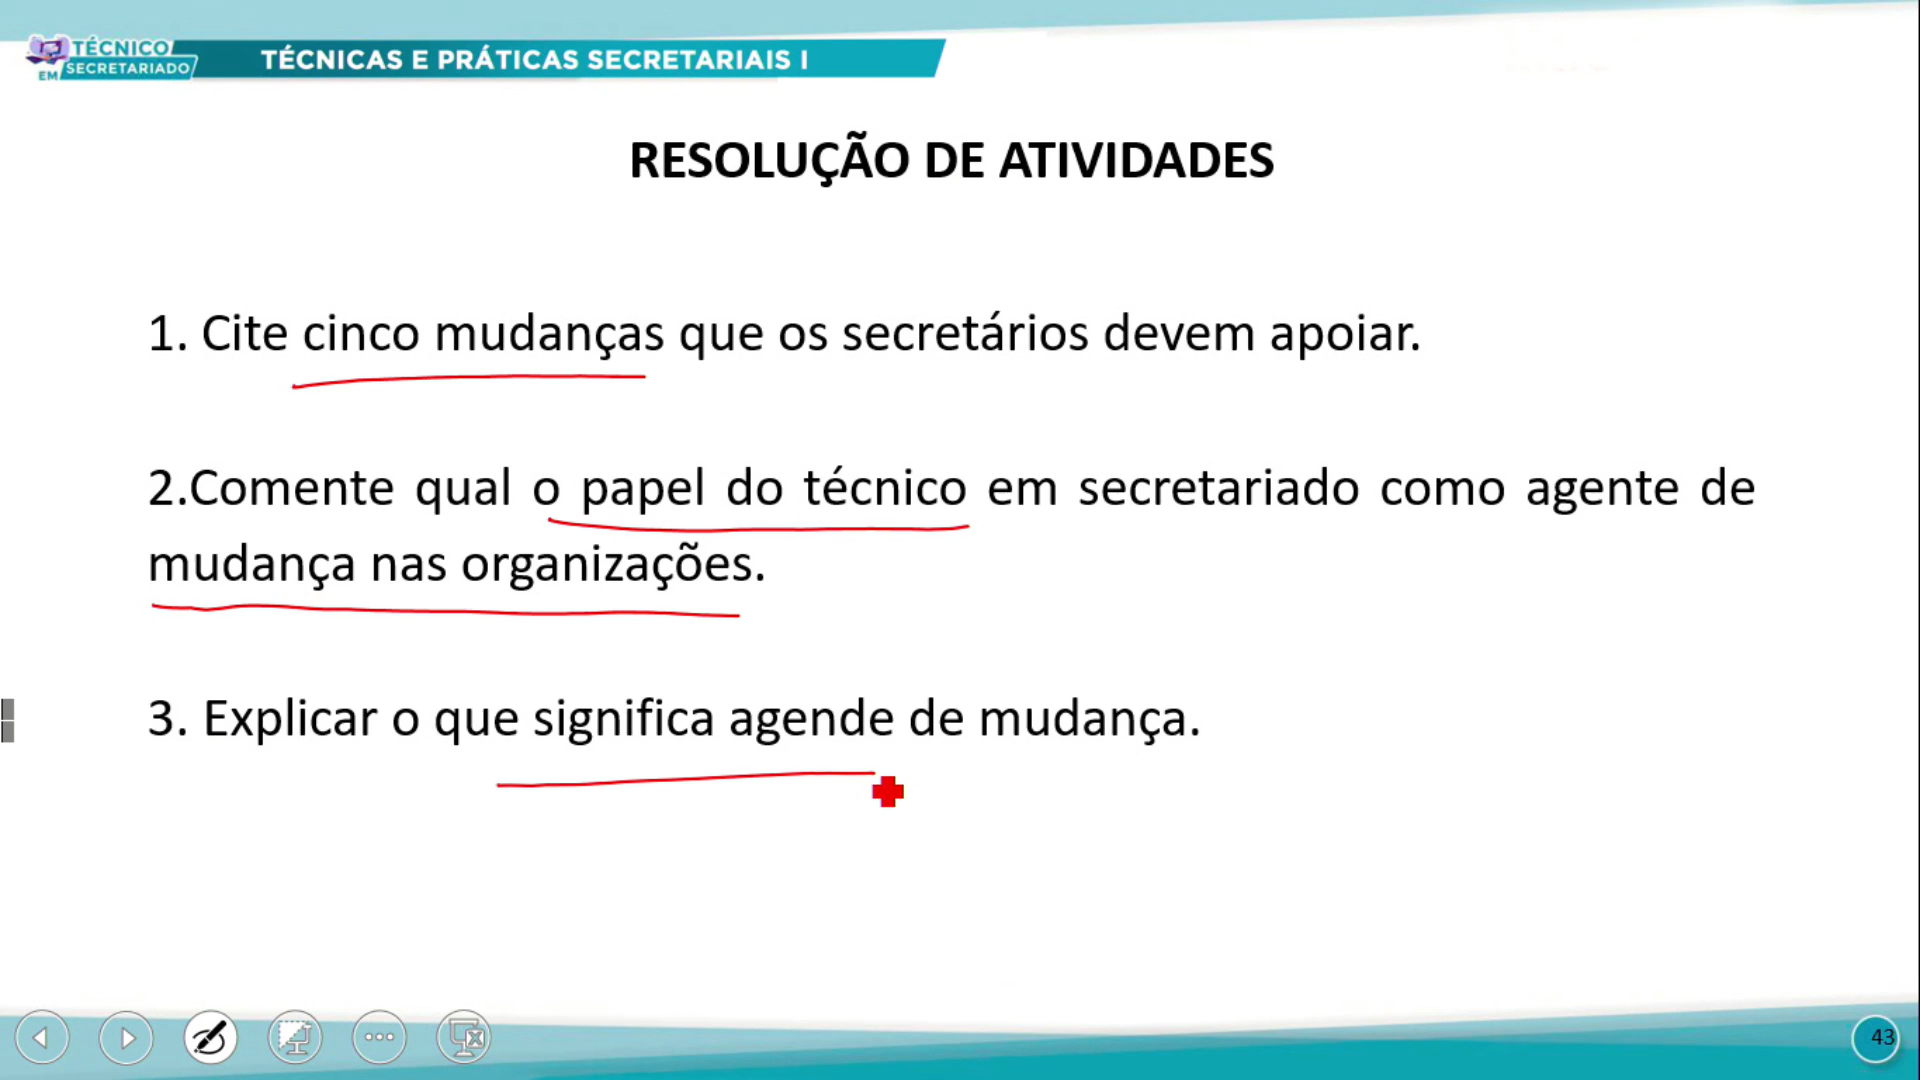 TÉCNICO
EM SECRETARIADO
TÉCNICAS E PRÁTICAS SECRETARIAIS I
RESOLUÇÃO DE ATIVIDADES
1. Cite cinco mudanças que os secretários devem apoiar.
2.Comente qual o papel do técnico em secretariado como agente de
mudança nas organizações.
3. Explicar o que significa agende de mudança.
43